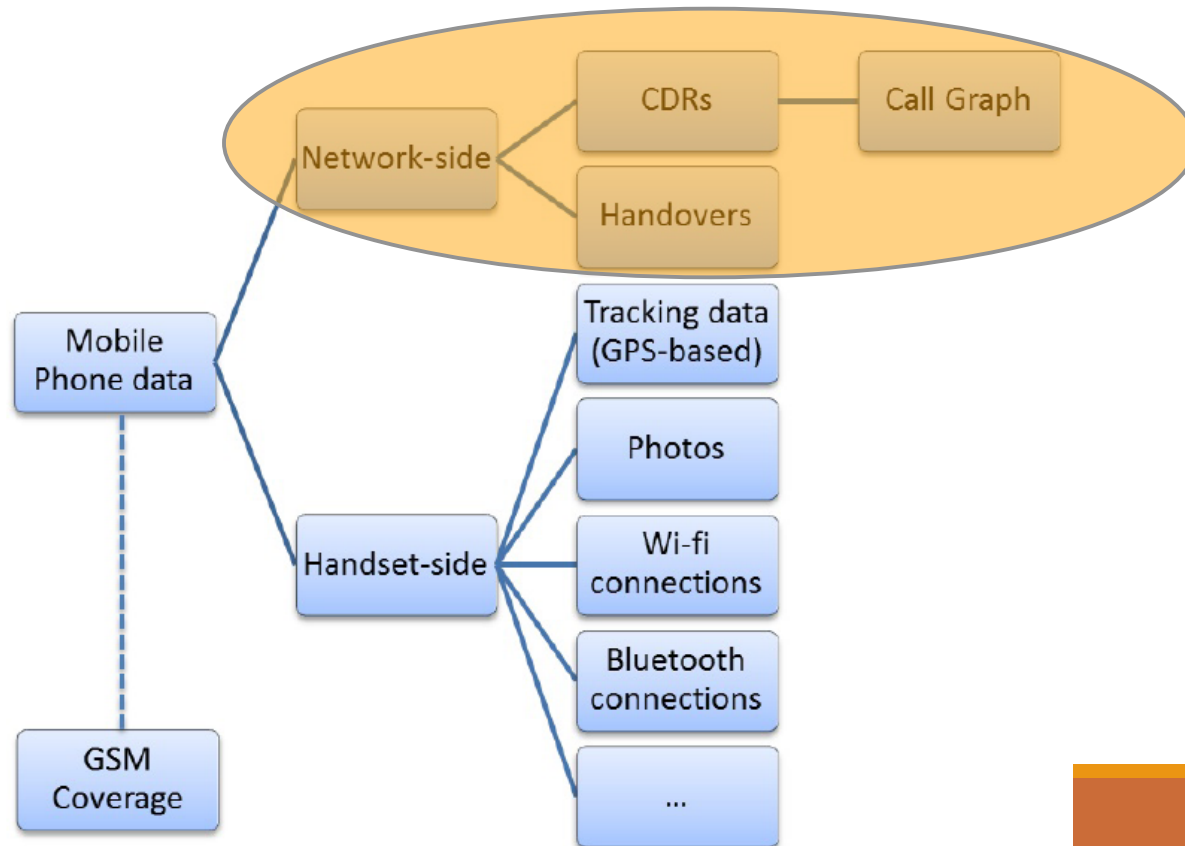 CDRs
Call Graph
Network-side
Handovers
Tracking data
(GPS-based)
Mobile
Phone data
Photos
Wi-fi
connections
Handset-side
Bluetooth
connections
GSM
Coverage
...